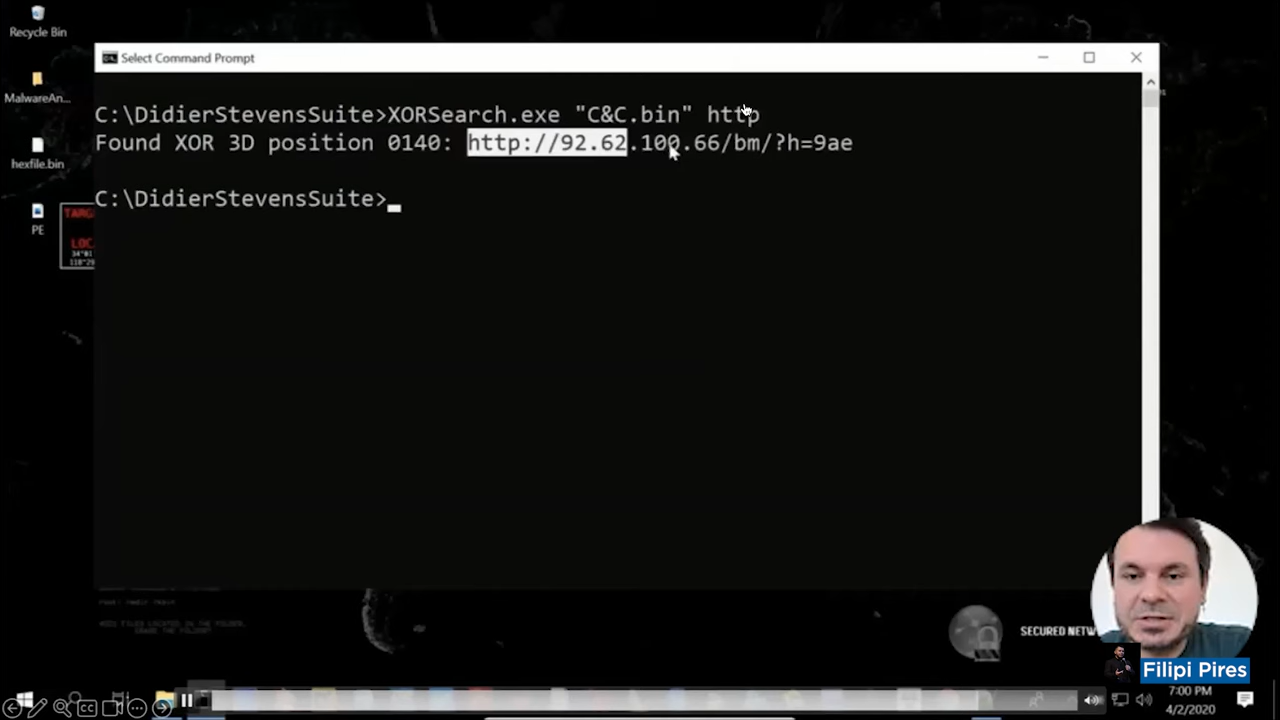 Recycle Bin
Select Command Prompt
MalwareAn...
C:\DidierStevensSuite>XORSearch.exe "C&C.bin" http
Found XOR 3D position 0140: http://92.62.100.66/bm/?h=9ae
hexfile.bin
C:\DidierStevensSuite>
PE
SECURED NETW
Filipi Pires
7:00 PM
4/2/2020